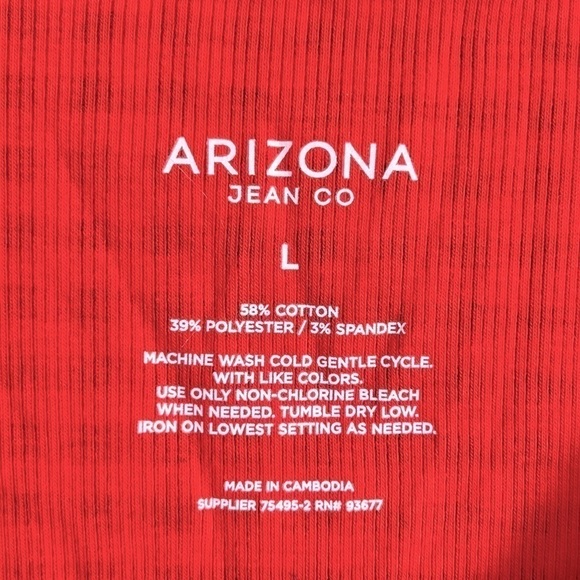 ARIZONA
JEAN CO
L
58% COTTON
39% POLYESTER / 3% SPANDEX
MACHINE WASH COLD GENTLE CYCLE.
WITH LIKE COLORS.
USE ONLY NON-CHLORINE BLEACH
WHEN NEEDED. TUMBLE DRY LOW.
IRON ON LOWEST SETTING AS NEEDED.
MADE IN CAMBODIA
SUPPLIER 75495-2 RN# 93677